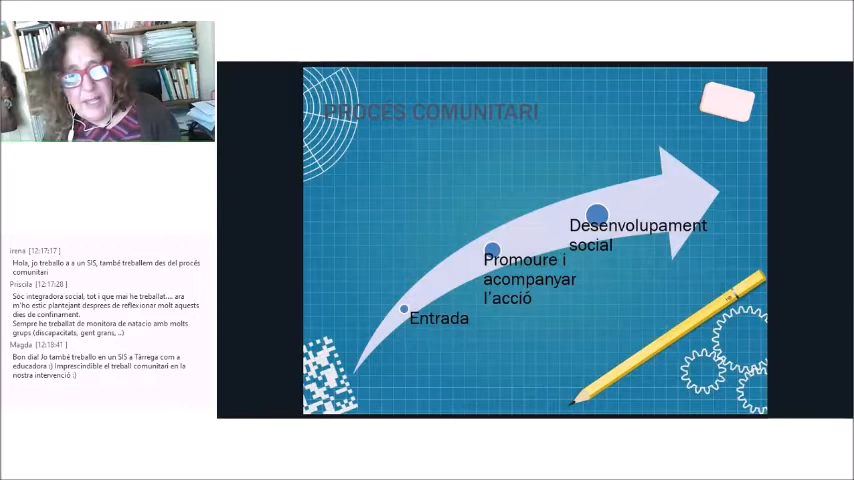 PROCÉS COMUNITARI
Desenvolupament
social
Promoure i
acompanyar
l'acció
Entrada
irena [12:17:17 ]
Hola, jo treballo a a un SIS, també treballem des del procés
comunitari
Priscila [12:17:28 ]
Sóc integradora social, tot i que mai he treballat.... ara
m'ho estic plantejant desprees de reflexionar molt aquests
dies de confinament.
Sempre he treballat de monitora de natacio amb molts
grups (discapacitats, gent grans, ...)
Magda [12:18:41 ]
Bon dia! Jo també treballo en un SIS a Tàrrega com a
educadora :) Imprescindible el treball comunitari en la
nostra intervenció :)